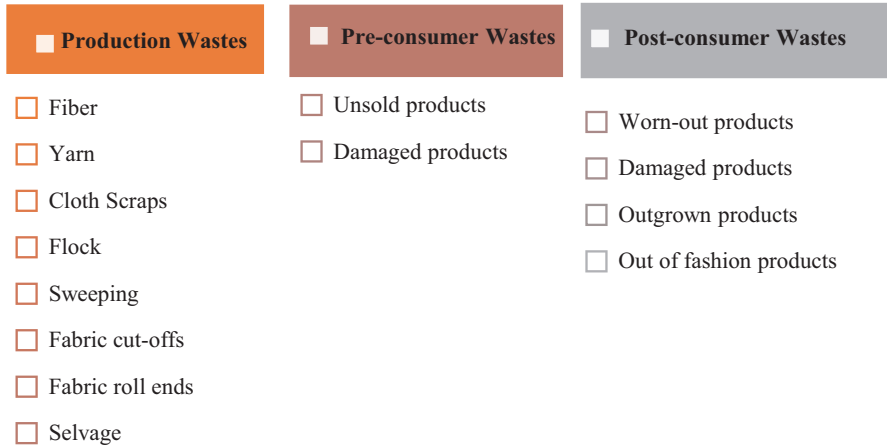 Production Wastes
Fiber
Yarn
Cloth Scraps
Flock
Sweeping
Fabric cut-offs
Fabric roll ends
Selvage
Pre-consumer Wastes
Unsold products
Damaged products
Post-consumer Wastes
Worn-out products
Damaged products
Outgrown products
Out of fashion products